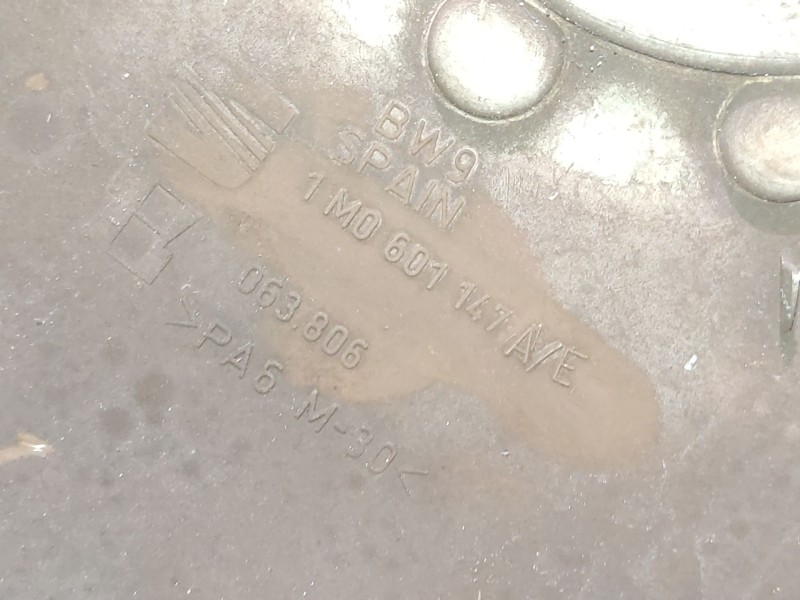 BW9
SPAIN
1M0 601 147 A/E
063.806
>PA6 M-30<